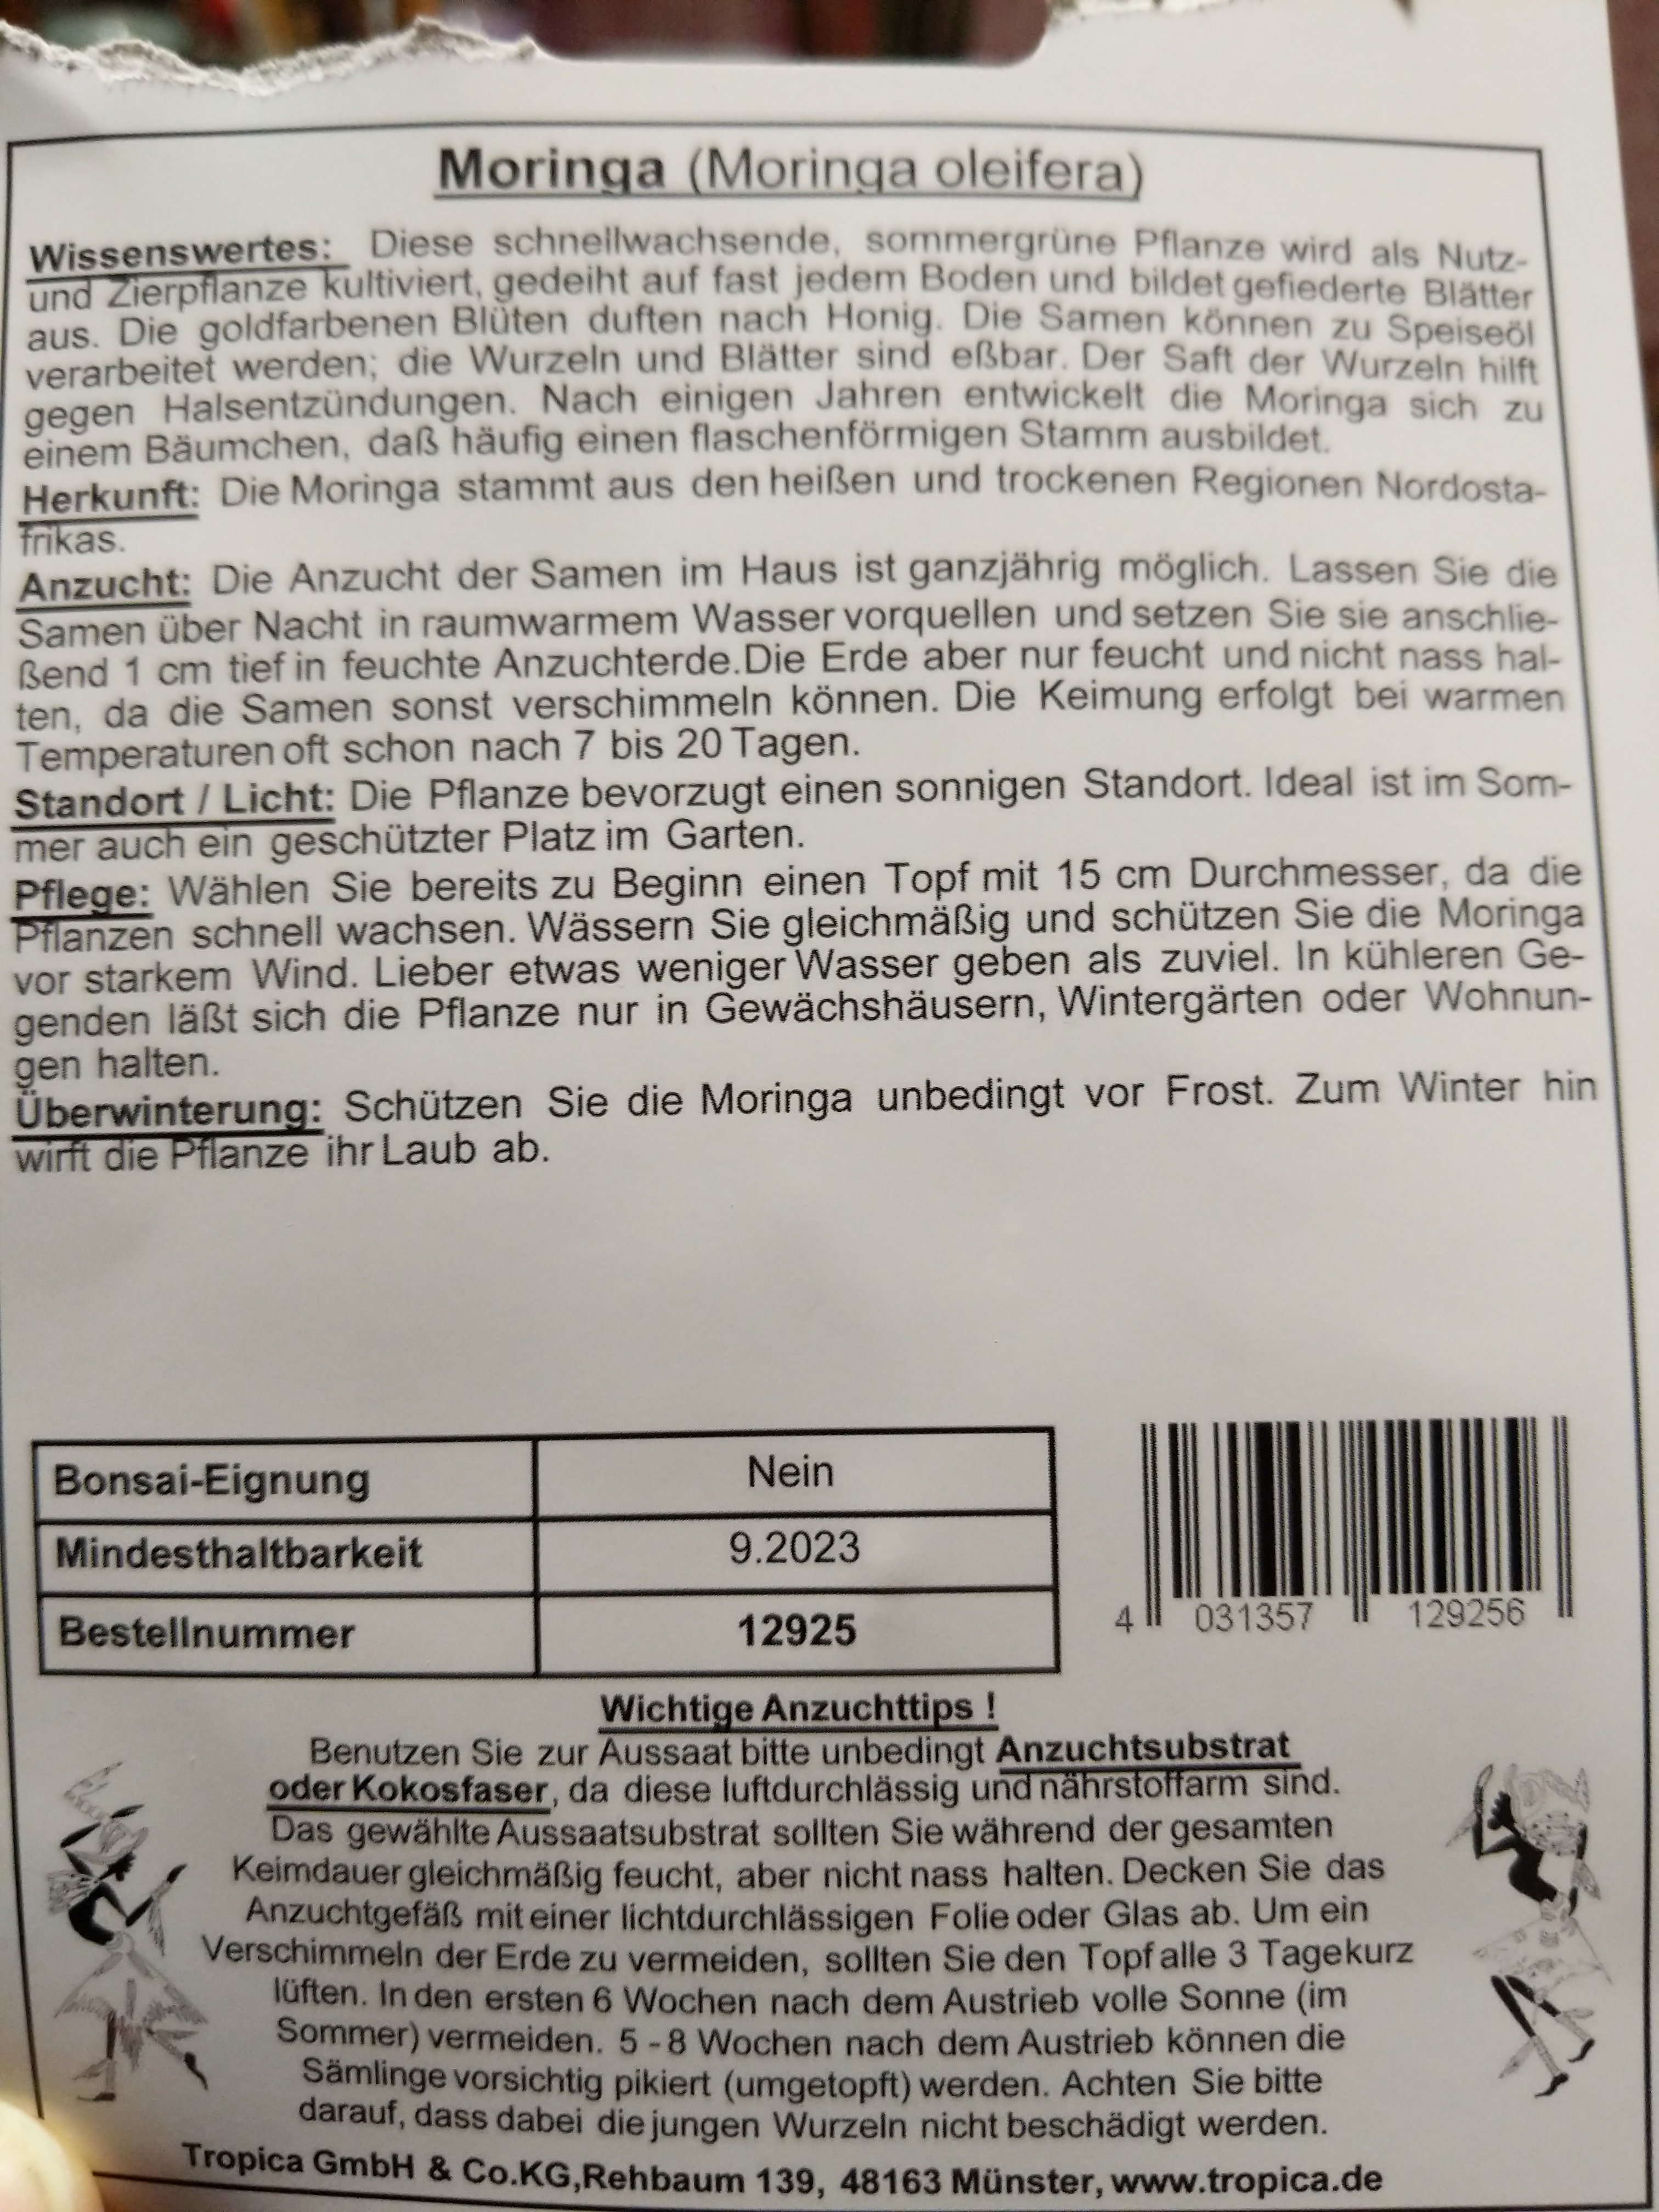 Moringa (Moringa oleifera)
Wissenswertes: Diese schnellwachsende, sommergrüne Pflanze wird als Nutz-
und Zierpflanze kultiviert, gedeiht auf fast jedem Boden und bildet gefiederte Blätter
aus. Die goldfarbenen Blüten duften nach Honig. Die Samen können zu Speiseöl
verarbeitet werden; die Wurzeln und Blätter sind eßbar. Der Saft der Wurzeln hilft
gegen Halsentzündungen. Nach einigen Jahren entwickelt die Moringa sich zu
einem Bäumchen, daß häufig einen flaschenförmigen Stamm ausbildet.
Herkunft: Die Moringa stammt aus den heißen und trockenen Regionen Nordosta-
frikas.
Anzucht: Die Anzucht der Samen im Haus ist ganzjährig möglich. Lassen Sie die
Samen über Nacht in raumwarmem Wasser vorquellen und setzen Sie sie anschlie-
ßend 1 cm tief in feuchte Anzuchterde.Die Erde aber nur feucht und nicht nass hal-
ten, da die Samen sonst verschimmeln können. Die Keimung erfolgt bei warmen
Temperaturen oft schon nach 7 bis 20 Tagen.
Standort / Licht: Die Pflanze bevorzugt einen sonnigen Standort. Ideal ist im Som-
mer auch ein geschützter Platz im Garten.
Pflege: Wählen Sie bereits zu Beginn einen Topf mit 15 cm Durchmesser, da die
Pflanzen schnell wachsen. Wässern Sie gleichmäßig und schützen Sie die Moringa
vor starkem Wind. Lieber etwas weniger Wasser geben als zuviel. In kühleren Ge-
genden läßt sich die Pflanze nur in Gewächshäusern, Wintergärten oder Wohnun-
gen halten.
Überwinterung: Schützen Sie die Moringa unbedingt vor Frost. Zum Winter hin
wirft die Pflanze ihr Laub ab.
Bonsai-Eignung Nein
Mindesthaltbarkeit 9.2023
Bestellnummer 12925
4 031357 129256
Wichtige Anzuchttips !
Benutzen Sie zur Aussaat bitte unbedingt Anzuchtsubstrat
oder Kokosfaser, da diese luftdurchlässig und nährstoffarm sind.
Das gewählte Aussaatsubstrat sollten Sie während der gesamten
Keimdauer gleichmäßig feucht, aber nicht nass halten. Decken Sie das
Anzuchtgefäß mit einer lichtdurchlässigen Folie oder Glas ab. Um ein
Verschimmeln der Erde zu vermeiden, sollten Sie den Topf alle 3 Tage kurz
lüften. In den ersten 6 Wochen nach dem Austrieb volle Sonne (im
Sommer) vermeiden. 5 - 8 Wochen nach dem Austrieb können die
Sämlinge vorsichtig pikiert (umgetopft) werden. Achten Sie bitte
darauf, dass dabei die jungen Wurzeln nicht beschädigt werden.
Tropica GmbH & Co.KG,Rehbaum 139, 48163 Münster, www.tropica.de